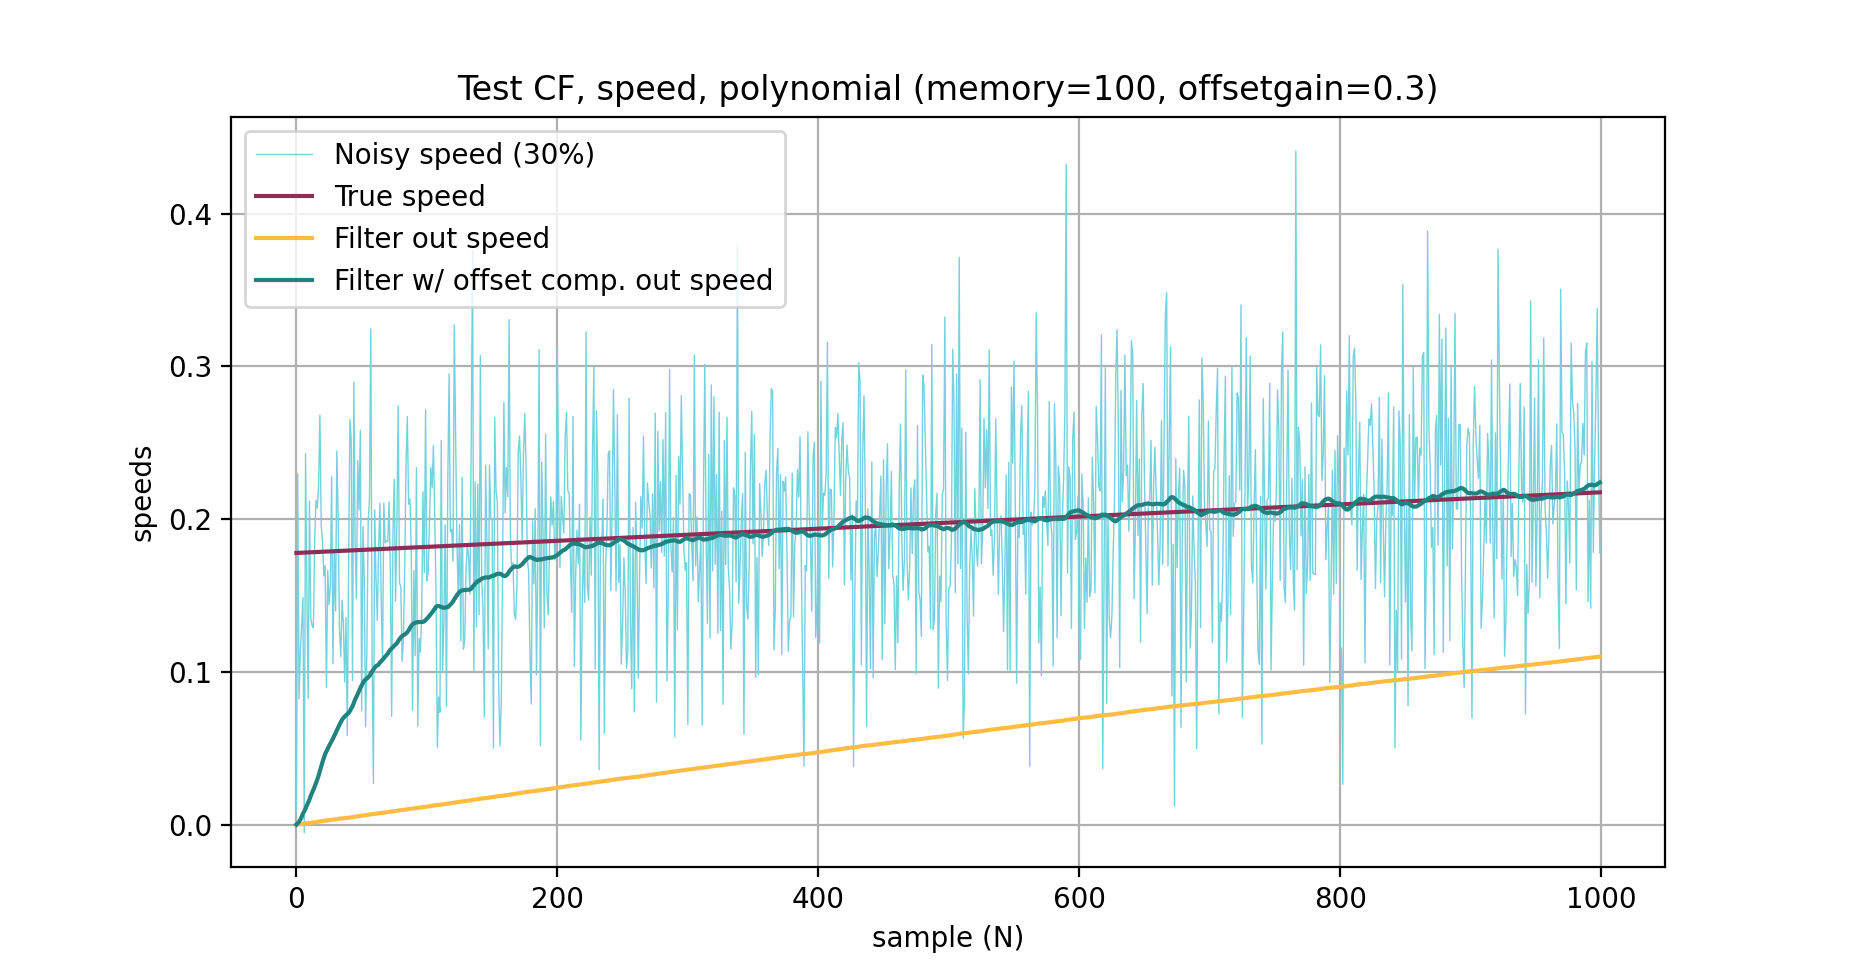 Test CF, speed, polynomial (memory=100, offsetgain=0.3)
Noisy speed (30%)
True speed
Filter out speed
Filter w/ offset comp. out speed
0.4
0.3
0.2
0.1
0.0
speeds
0 200 400 600 800 1000
sample (N)